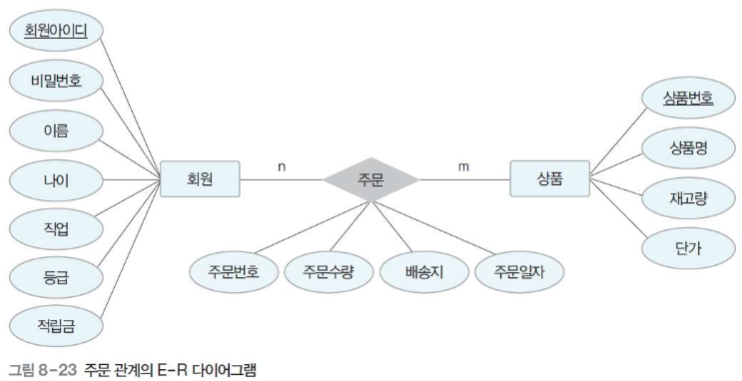 회원아이디
비밀번호
이름
나이
직업
등급
적립금
회원
n
주문
m
상품
주문번호
주문수량
배송지
주문일자
상품번호
상품명
재고량
단가
그림 8-23 주문 관계의 E-R 다이어그램